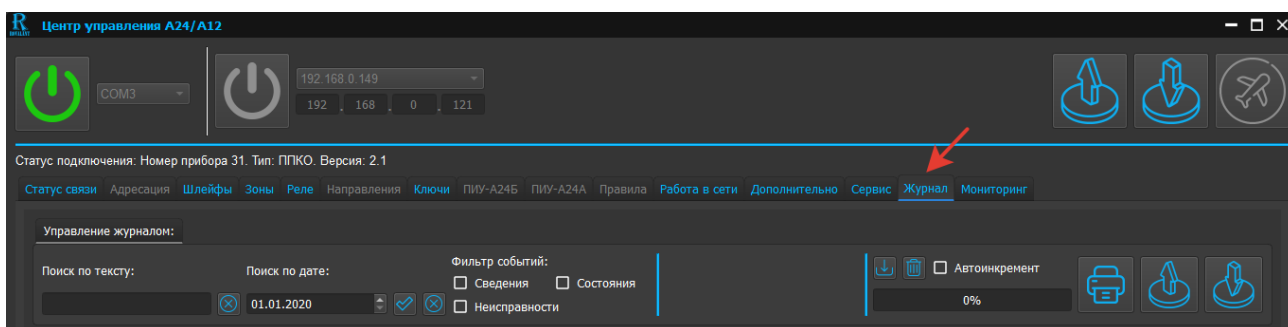 R Центр управления A24/A12
COM3
192.168.0.149
192 . 168 . 0 . 121
Статус подключения: Номер прибора 31. Тип: ППКО. Версия: 2.1
Статус связи Адресация Шлейфы Зоны Реле Направления Ключи ПИУ-А24Б ПИУ-А24А Правила Работа в сети Дополнительно Сервис Журнал Мониторинг
Управление журналом:
Поиск по тексту: Поиск по дате: Фильтр событий: Автоинкремент
Сведения Состояния
01.01.2020 Неисправности 0%